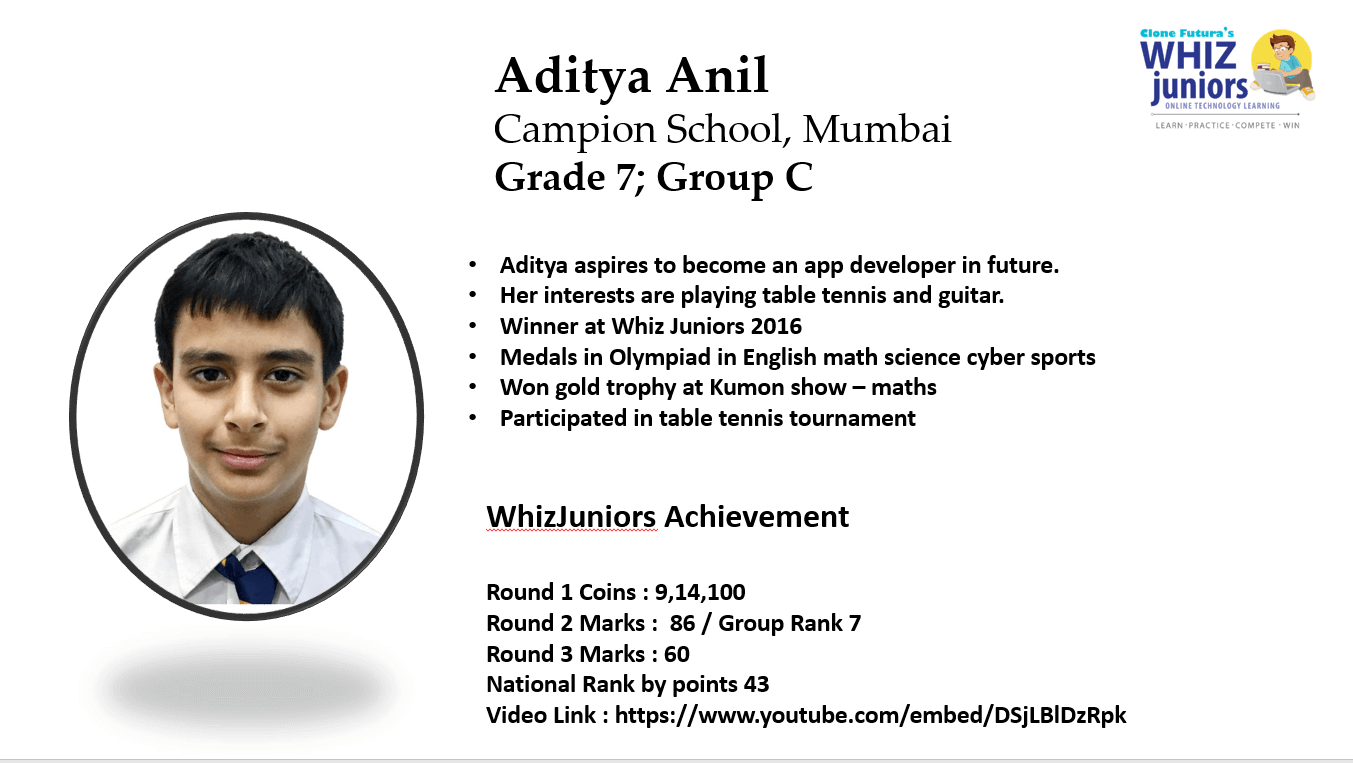 Aditya Anil
Campion School, Mumbai
Grade 7; Group C
Clone Futura's
WHIZ
juniors
ONLINE TECHNOLOGY LEARNING
LEARN · PRACTICE · COMPETE · WIN
• Aditya aspires to become an app developer in future.
• Her interests are playing table tennis and guitar.
• Winner at Whiz Juniors 2016
• Medals in Olympiad in English math science cyber sports
• Won gold trophy at Kumon show – maths
• Participated in table tennis tournament
WhizJuniors Achievement
Round 1 Coins : 9,14,100
Round 2 Marks :  86 / Group Rank 7
Round 3 Marks : 60
National Rank by points 43
Video Link : https://www.youtube.com/embed/DSjLBlDzRpk